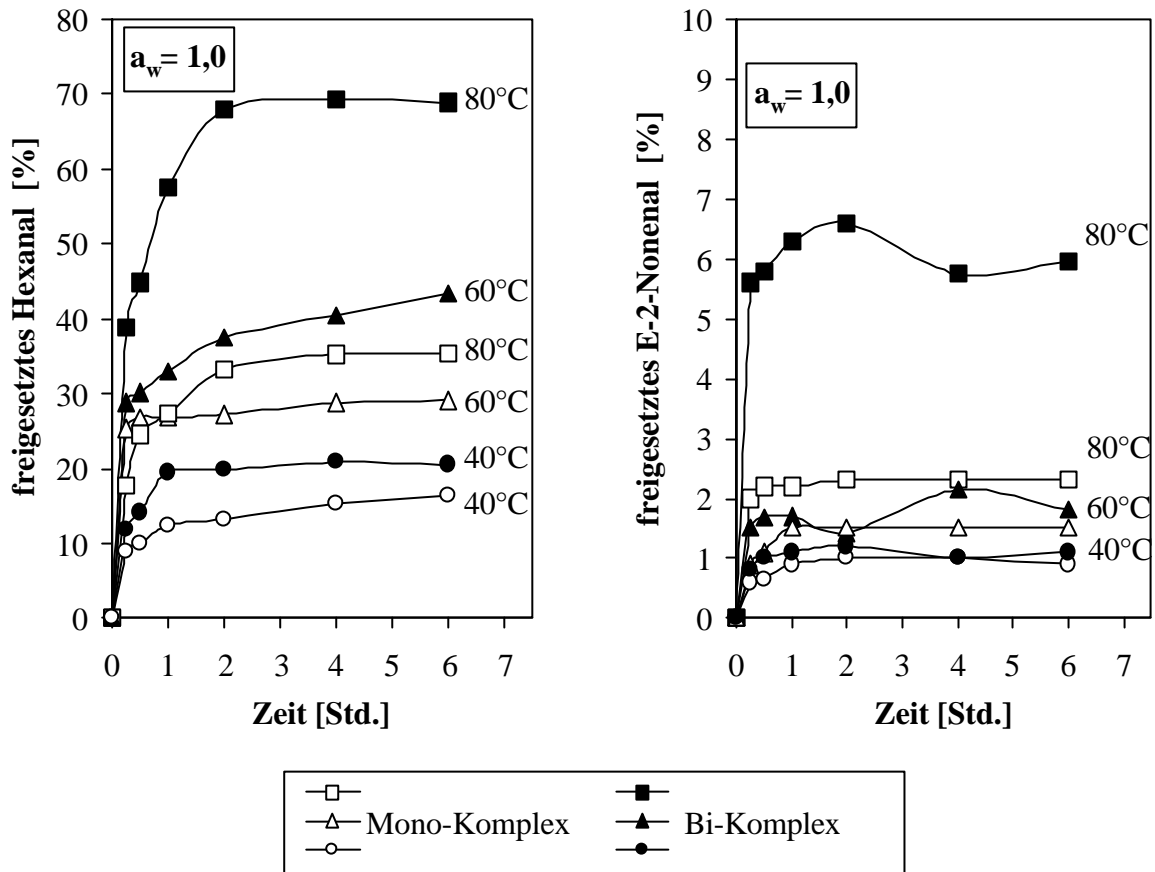 freigesetztes Hexanal [%]
80
70
60
50
40
30
20
10
0
a_w= 1,0
80°C
60°C
80°C
60°C
40°C
40°C
0 1 2 4 6 7
Zeit [Std.]
freigesetztes E-2-Nonenal [%]
10
9
8
7
6
5
4
3
2
1
0
a_w= 1,0
80°C
80°C
60°C
40°C
0 1 2 3 4 6 7
Zeit [Std.]
Mono-Komplex Bi-Komplex